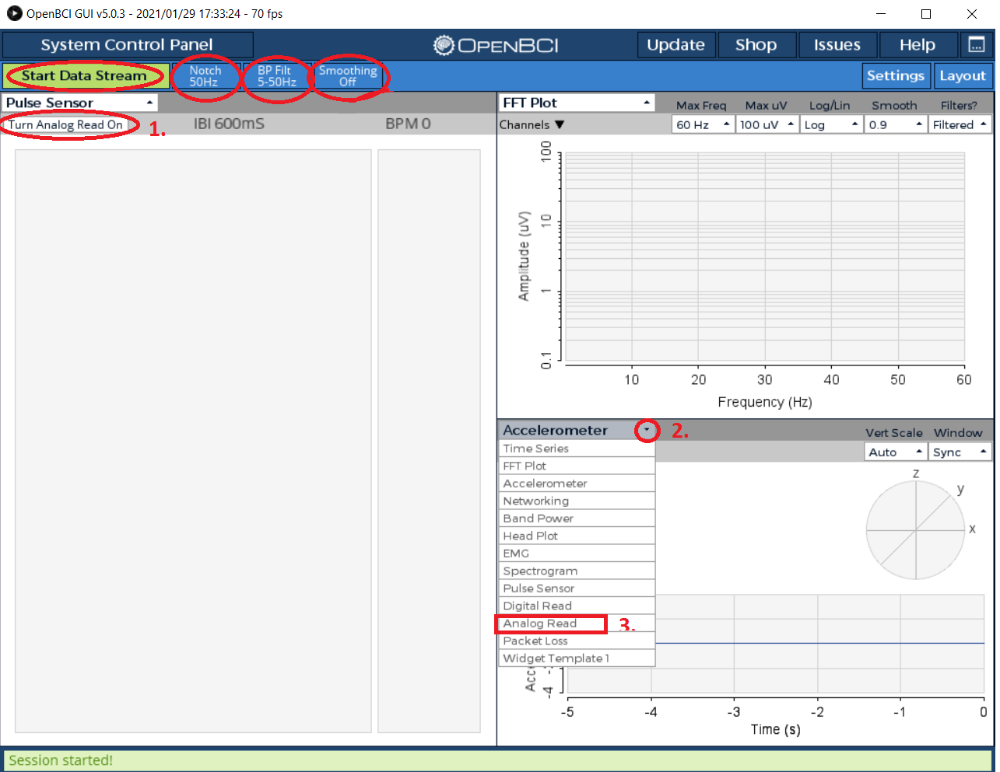 OpenBCI GUI v5.0.3 - 2021/01/29 17:33:24 - 70 fps
System Control Panel
OPENBCI
Update
Shop
Issues
Help
...
Start Data Stream
Notch
50Hz
BP Filt
5-50Hz
Smoothing
Off
Settings
Layout
Pulse Sensor
Turn Analog Read On
1.
IBI 600mS
BPM 0
FFT Plot
Max Freq
Max uV
Log/Lin
Smooth
Filters?
Channels ▼
60 Hz
100 uV
Log
0.9
Filtered
Amplitude (uV)
100
10
1
0.1
10
20
30
40
50
60
Frequency (Hz)
Accelerometer
2.
Vert Scale
Window
Auto
Sync
Time Series
FFT Plot
Accelerometer
Networking
Band Power
Head Plot
EMG
Spectrogram
Pulse Sensor
Digital Read
Analog Read
3.
Packet Loss
Widget Template 1
z
y
x
-4
-5
-4
-3
-2
-1
0
Time (s)
Session started!